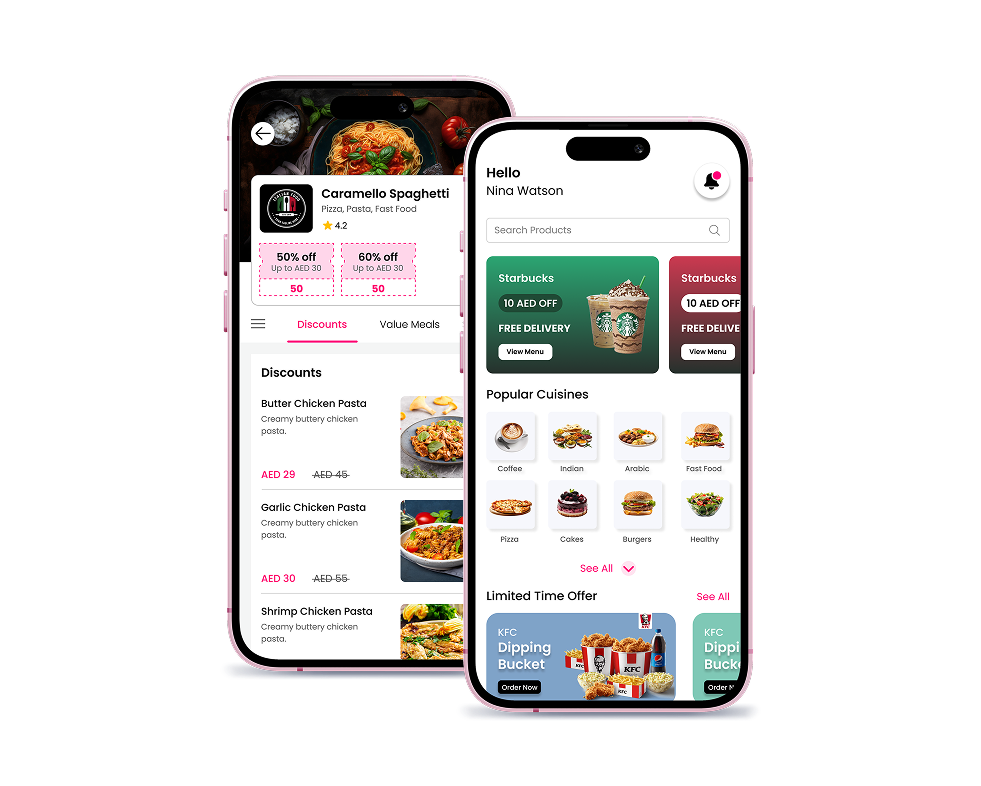 Caramello Spaghetti
Pizza, Pasta, Fast Food
4.2
50% off
Up to AED 30
50
60% off
Up to AED 30
50
Discounts
Value Meals
Discounts
Butter Chicken Pasta
Creamy buttery chicken
pasta.
AED 29 AED 45
Garlic Chicken Pasta
Creamy buttery chicken
pasta.
AED 30 AED 55
Shrimp Chicken Pasta
Creamy buttery chicken
pasta.
Hello
Nina Watson
Search Products
Starbucks
10 AED OFF
FREE DELIVERY
View Menu
Starbucks
10 AED OFF
FREE DELIVE
View Menu
Popular Cuisines
Coffee
Indian
Arabic
Fast Food
Pizza
Cakes
Burgers
Healthy
See All
Limited Time Offer
See All
KFC
Dipping
Bucket
Order Now
KFC
KFC
KFC
Dippi
Buck
Order